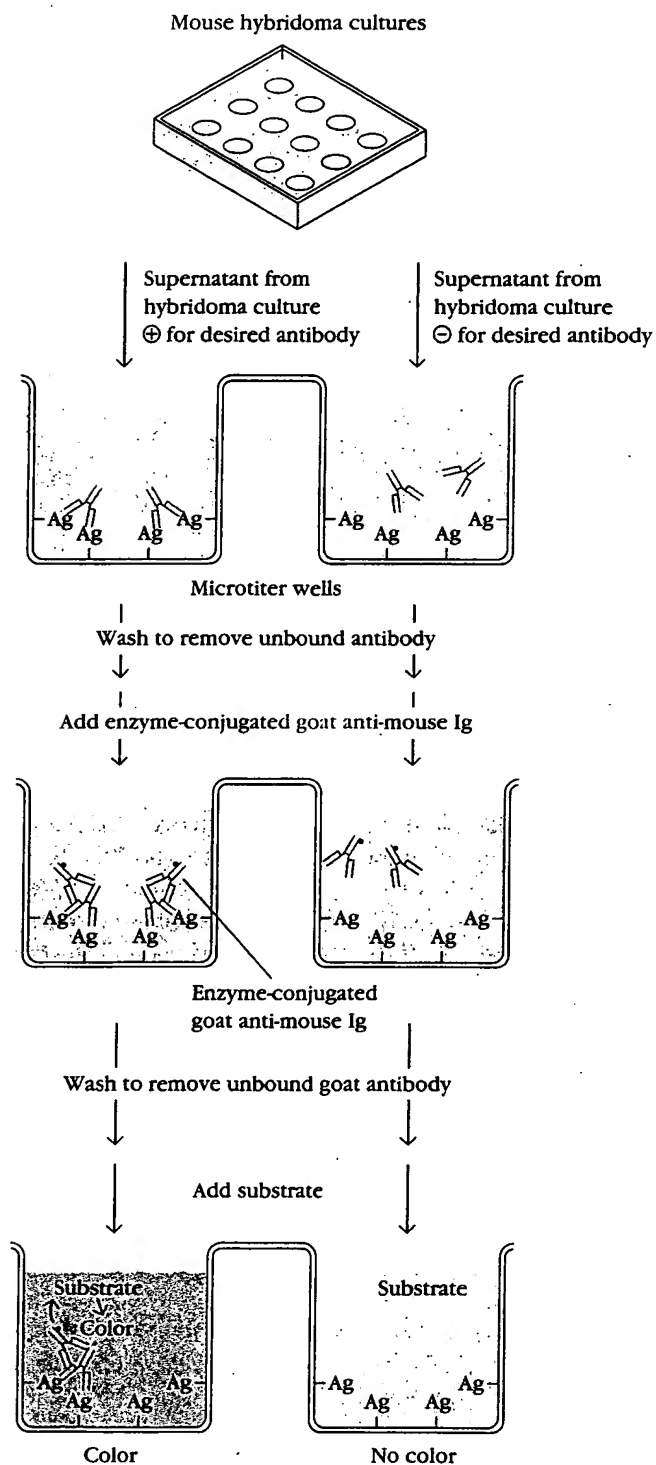 Mouse hybridoma cultures
Supernatant from
hybridoma culture
⊕ for desired antibody
Supernatant from
hybridoma culture
⊖ for desired antibody
Ag Ag Ag Ag
Ag Ag Ag Ag
Microtiter wells
Wash to remove unbound antibody
Add enzyme-conjugated goat anti-mouse Ig
Ag Ag Ag Ag
Ag Ag Ag Ag
Enzyme-conjugated
goat anti-mouse Ig
Wash to remove unbound goat antibody
Add substrate
Substrate
Color
Ag Ag Ag Ag
Substrate
Ag Ag Ag Ag
Color
No color